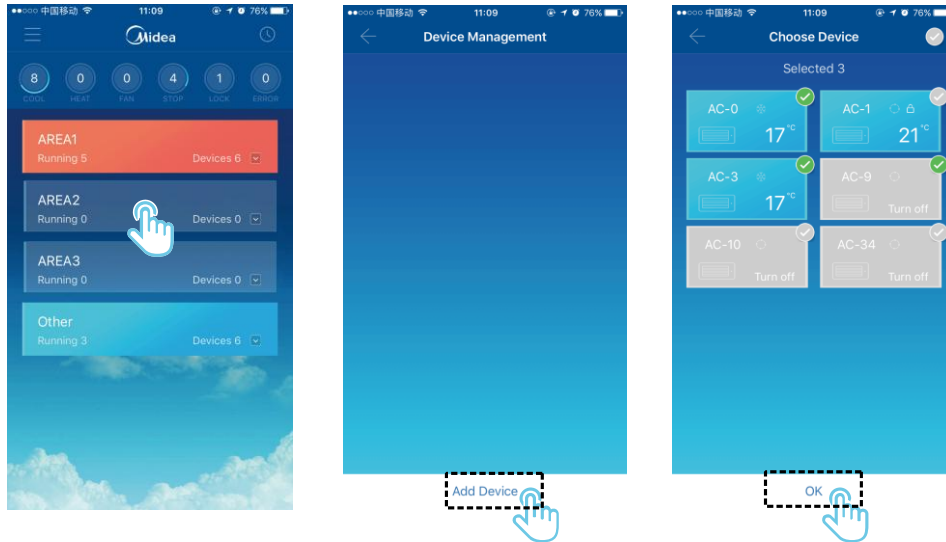 ●●○○○ 中国移动 11:09 76%
Midea
8 0 0 4 1 0
COOL HEAT FAN STOP LOCK ERROR
AREA1
Running 5 Devices 6
AREA2
Running 0 Devices 0
AREA3
Running 0 Devices 0
Other
Running 3 Devices 6
●●○○○ 中国移动 11:09 76%
Device Management
Add Device
●●○○○ 中国移动 11:09 76%
Choose Device
Selected 3
AC-0 AC-1
17°C 21°C
AC-3 AC-9
17°C Turn off
AC-10 AC-34
Turn off Turn off
OK